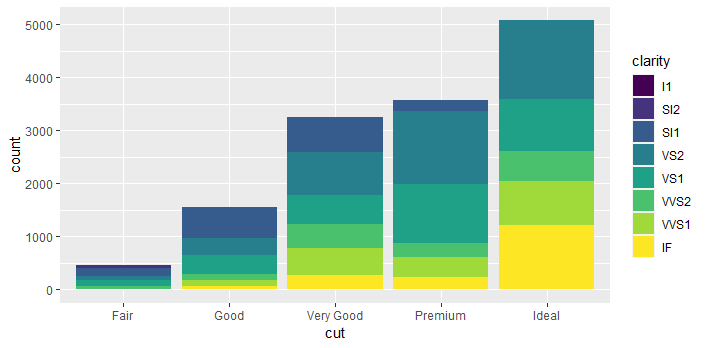 5000
4000
3000
2000
1000
0
count
Fair Good Very Good Premium Ideal
cut
clarity
I1
SI2
SI1
VS2
VS1
VVS2
VVS1
IF